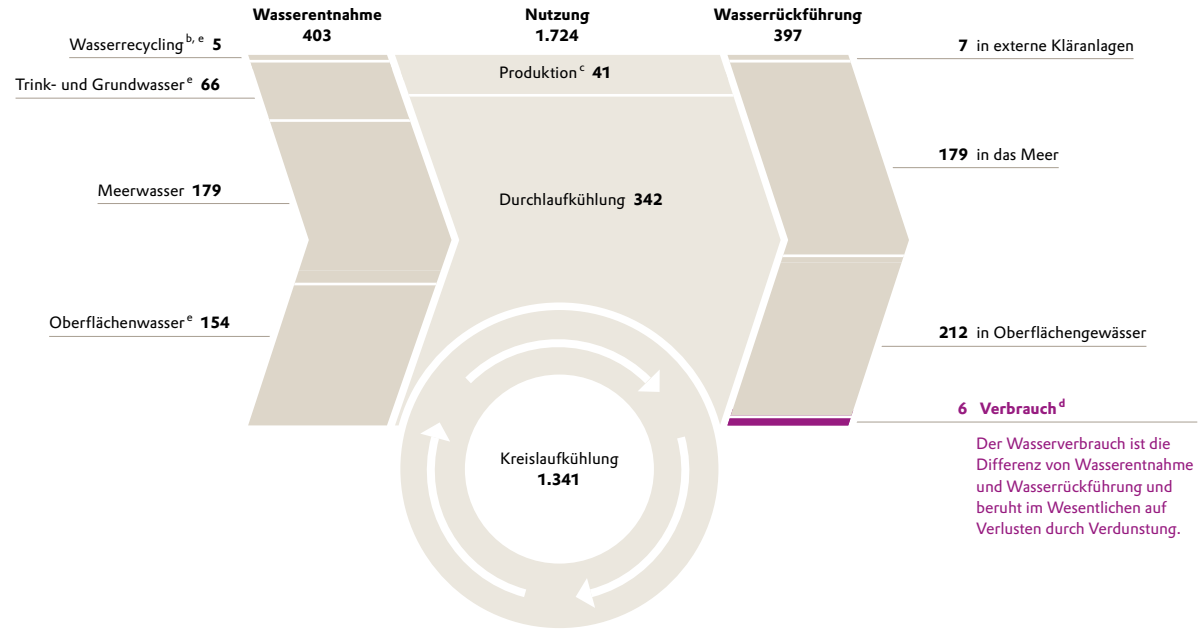 Wasserentnahme
403
Nutzung
1.724
Wasserrückführung
397
Wasserrecycling b, e 5
Trink- und Grundwasser e 66
Meerwasser 179
Oberflächenwasser e 154
Produktion c 41
Durchlaufkühlung 342
Kreislaufkühlung
1.341
7 in externe Kläranlagen
179 in das Meer
212 in Oberflächengewässer
6 Verbrauch d
Der Wasserverbrauch ist die
Differenz von Wasserentnahme
und Wasserrückführung und
beruht im Wesentlichen auf
Verlusten durch Verdunstung.